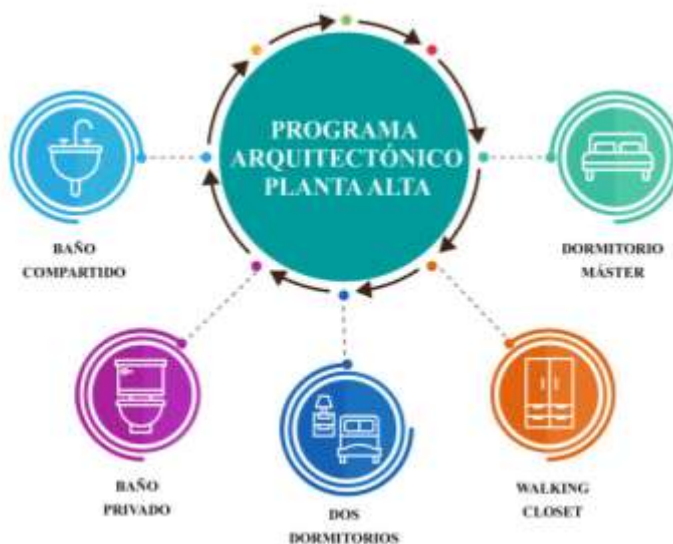 PROGRAMA
ARQUITECTÓNICO
PLANTA ALTA
BAÑO
COMPARTIDO
DORMITORIO
MÁSTER
BAÑO
PRIVADO
DOS
DORMITORIOS
WALKING
CLOSET